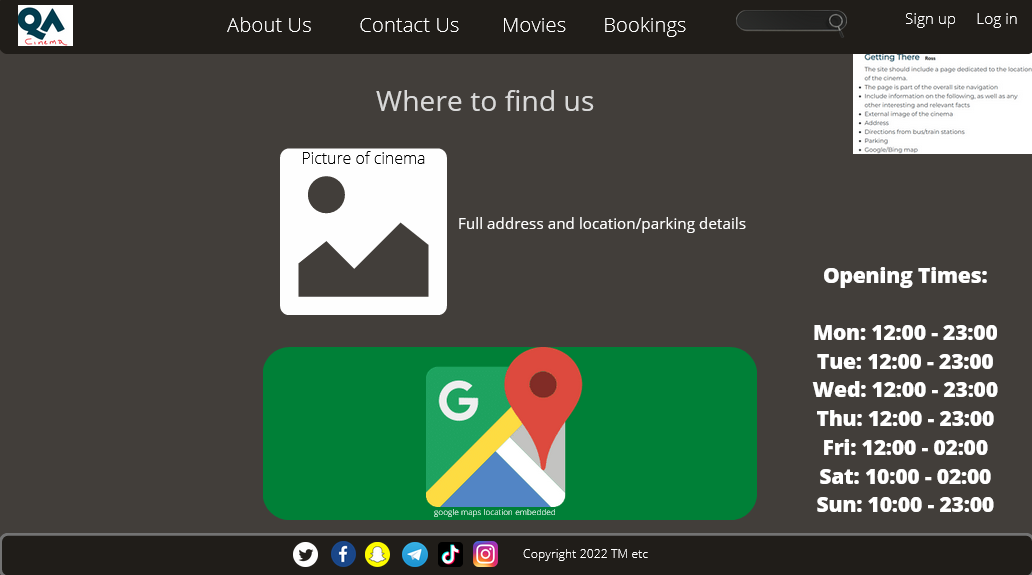 QA
Cinema
About Us
Contact Us
Movies
Bookings
Sign up
Log in
Getting There Ross
The site should include a page dedicated to the location
of the cinema.
• The page is part of the overall site navigation
• Include information on the following, as well as any
other interesting and relevant facts
• External image of the cinema
• Address
• Directions from bus/train stations
• Parking
• Google/Bing map
Where to find us
Picture of cinema
Full address and location/parking details
Opening Times:
Mon: 12:00 - 23:00
Tue: 12:00 - 23:00
Wed: 12:00 - 23:00
Thu: 12:00 - 23:00
Fri: 12:00 - 02:00
Sat: 10:00 - 02:00
Sun: 10:00 - 23:00
G
google maps location embedded
Copyright 2022 TM etc